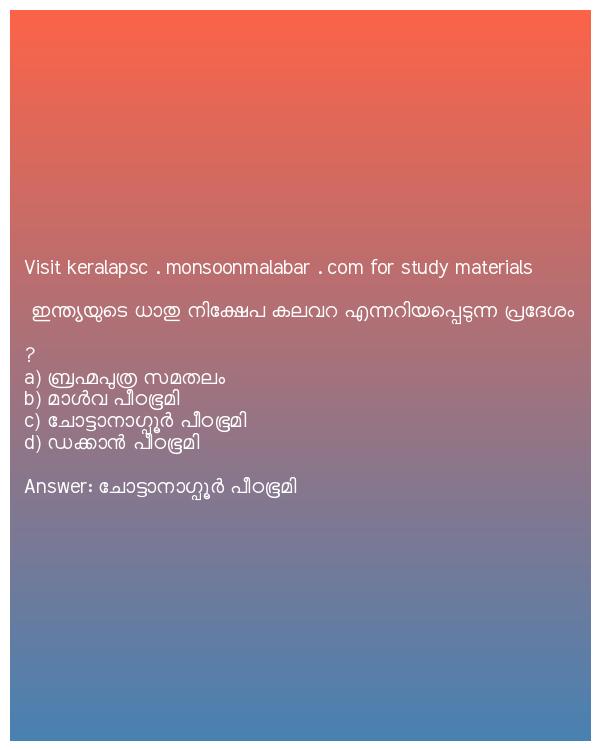 Visit keralapsc . monsoonmalabar . com for study materials
ഇന്ത്യയുടെ ധാതു നിക്ഷേപ കലവറ എന്നറിയപ്പെടുന്ന പ്രദേശം
?
a) ബ്രഹ്മപുത്ര സമതലം
b) മാൾവ പീഠഭൂമി
c) ചോട്ടാനാഗ്പൂർ പീഠഭൂമി
d) ഡക്കാൻ പീഠഭൂമി
Answer: ചോട്ടാനാഗ്പൂർ പീഠഭൂമി